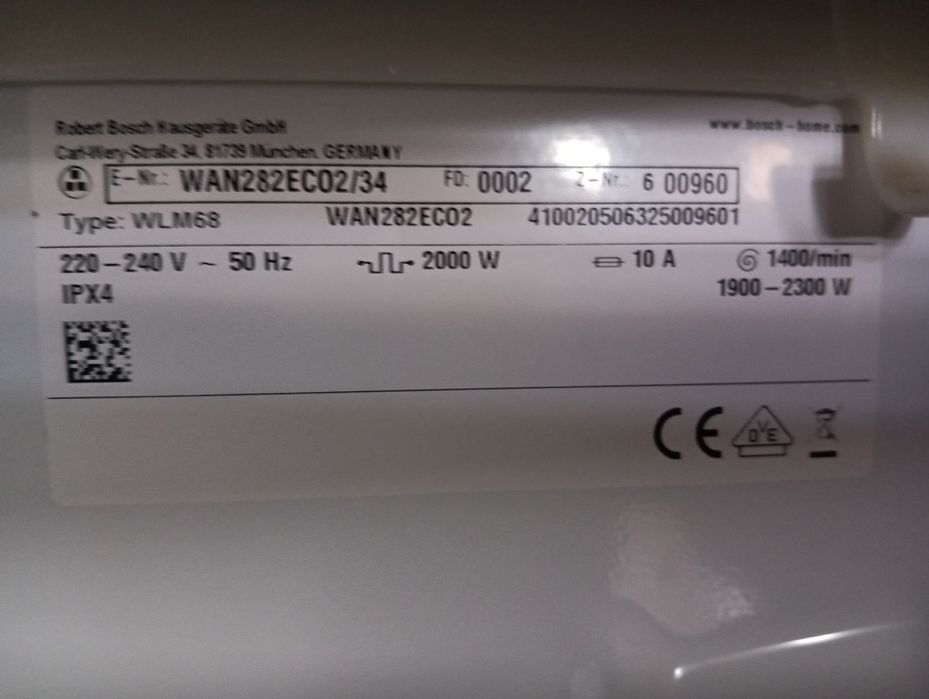 Robert Bosch Hausgeräte GmbH www.bosch-home.com
Carl-Wery-Straße 34, 81739 München, GERMANY
E-Nr.: WAN282ECO2/34 FD: 0002 Z-Nr.: 6 00960
Type: WLM68 WAN282ECO2 410020506325009601
220-240 V ~ 50 Hz 2000 W 10 A 1400/min
IPX4 1900-2300 W
CE DVE